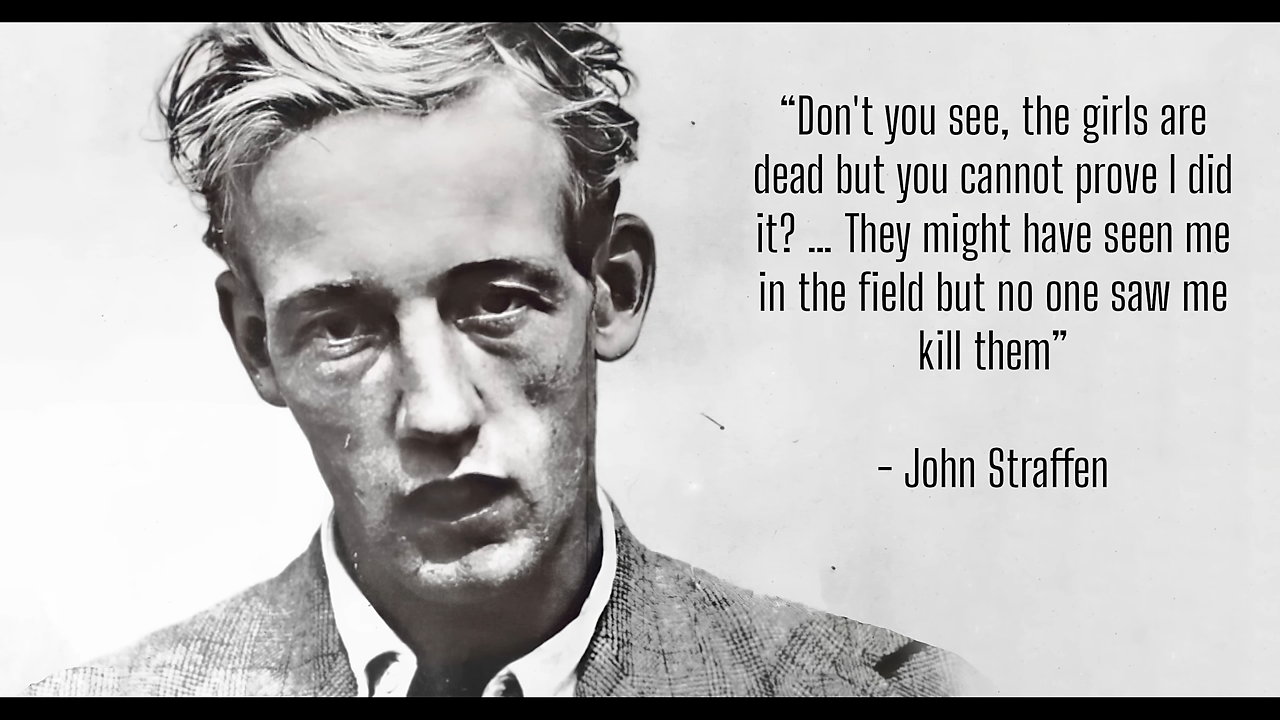 “Don't you see, the girls are
dead but you cannot prove I did
it? ... They might have seen me
in the field but no one saw me
kill them”
- John Straffen